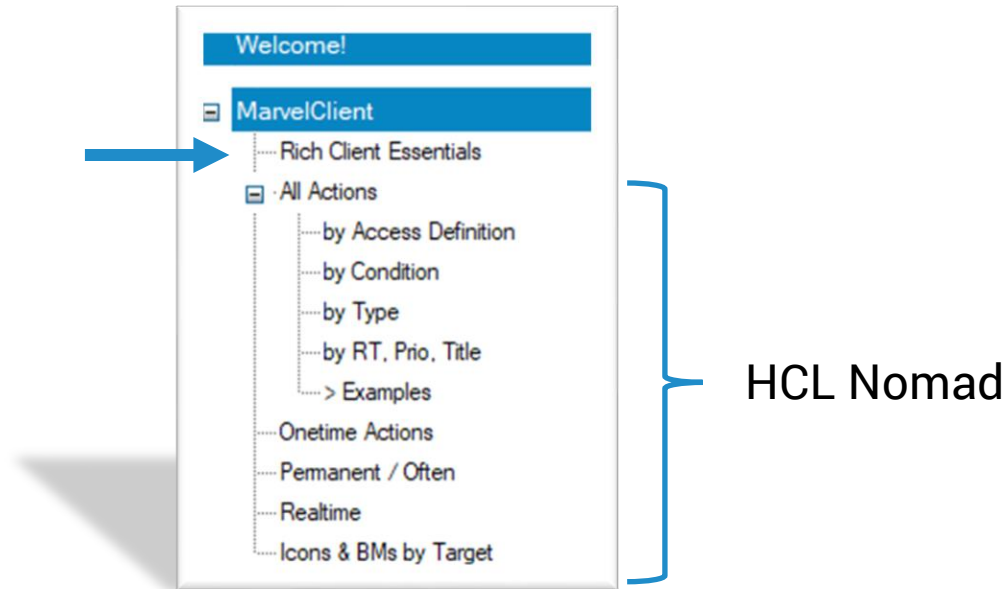 Welcome!
MarvelClient
Rich Client Essentials
All Actions
by Access Definition
by Condition
by Type
by RT, Prio, Title
> Examples
Onetime Actions
Permanent / Often
Realtime
Icons & BMs by Target
HCL Nomad